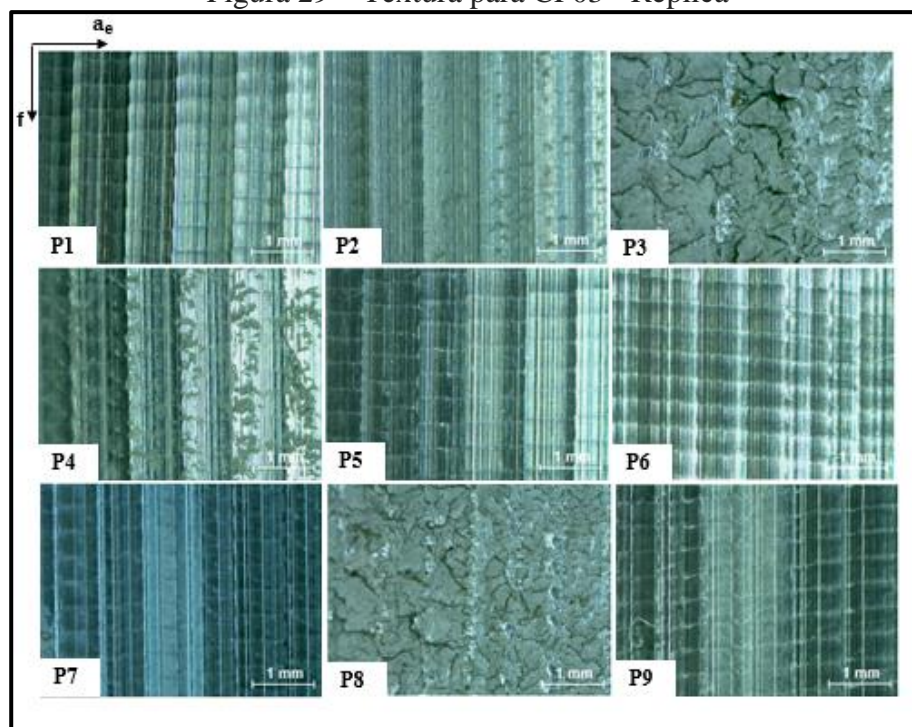 Figura 29 – Textura para CP03 - Réplica
a_e
f
P1
1 mm
P2
1 mm
P3
1 mm
P4
1 mm
P5
1 mm
P6
1 mm
P7
1 mm
P8
1 mm
P9
1 mm